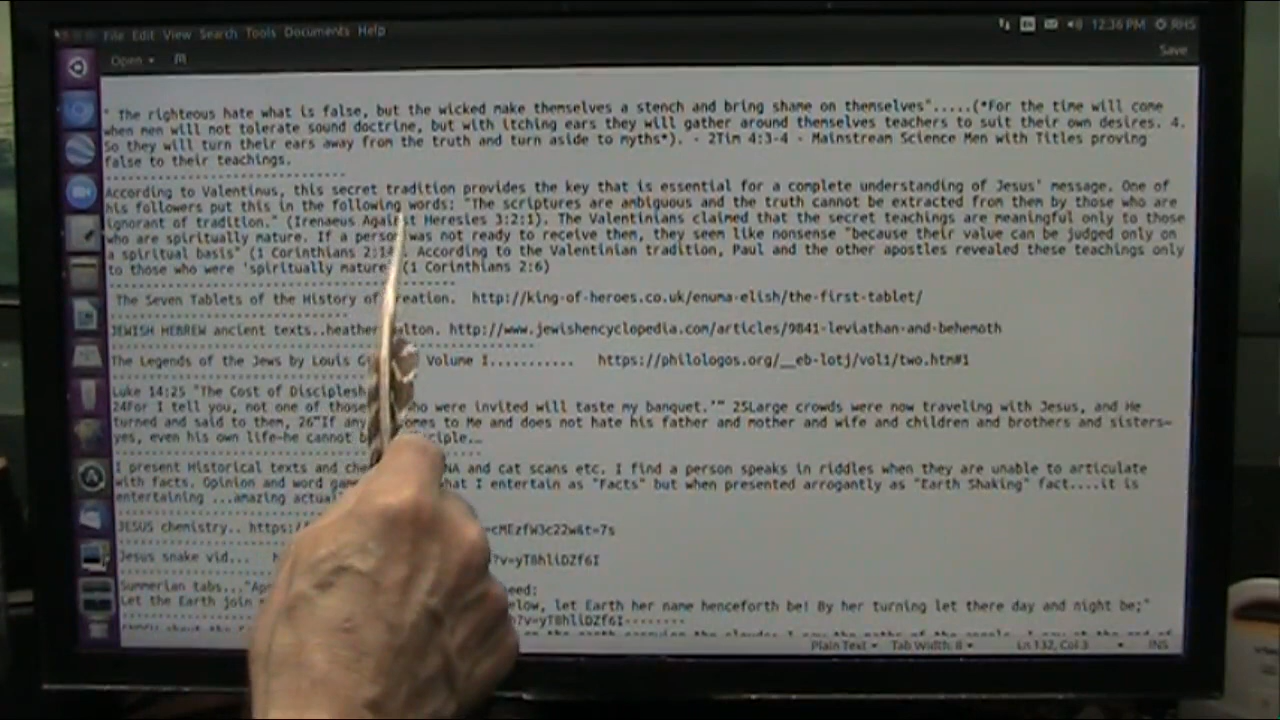 File Edit View Search Tools Documents Help
12:36 PM RHS
Open
Save
" The righteous hate what is false, but the wicked make themselves a stench and bring shame on themselves".....(*For the time will come
when men will not tolerate sound doctrine, but with itching ears they will gather around themselves teachers to suit their own desires. 4.
So they will turn their ears away from the truth and turn aside to myths*). - 2Tim 4:3-4 - Mainstream Science Men with Titles proving
false to their teachings.
According to Valentinus, this secret tradition provides the key that is essential for a complete understanding of Jesus' message. One of
his followers put this in the following words: "The scriptures are ambiguous and the truth cannot be extracted from them by those who are
ignorant of tradition." (Irenaeus Against Heresies 3:2:1). The Valentinians claimed that the secret teachings are meaningful only to those
who are spiritually mature. If a person was not ready to receive them, they seem like nonsense "because their value can be judged only on
a spiritual basis" (1 Corinthians 2:14). According to the Valentinian tradition, Paul and the other apostles revealed these teachings only
to those who were 'spiritually mature' (1 Corinthians 2:6)
The Seven Tablets of the History of reation. http://king-of-heroes.co.uk/enuma-elish/the-first-tablet/
JEWISH HEBREW ancient texts..heather lton. http://www.jewishencyclopedia.com/articles/9841-leviathan-and-behemoth
The Legends of the Jews by Louis G Volume I.......... https://philologos.org/__eb-lotj/vol1/two.htm#1
Luke 14:25 "The Cost of Disciplesh
24For I tell you, not one of those ho were invited will taste my banquet.'" 25Large crowds were now traveling with Jesus, and He
turned and said to them, 26"If any omes to Me and does not hate his father and mother and wife and children and brothers and sisters—
yes, even his own life—he cannot b ciple…
I present Historical texts and che NA and cat scans etc. I find a person speaks in riddles when they are unable to articulate
with facts. Opinion and word gam hat I entertain as "Facts" but when presented arrogantly as "Earth Shaking" fact....it is
entertaining ...amazing actual
JESUS chemistry.. https:/ =cMEzfW3c22w&t=7s
Jesus snake vid... h ?v=yT8hliDZf6I
Summerian tabs..."Ap eed:
Let the Earth join elow, let Earth her name henceforth be! By her turning let there day and night be;"
?v=yT8hliDZf6I--------
Plain Text Tab Width: 8 Ln 132, Col 3 INS